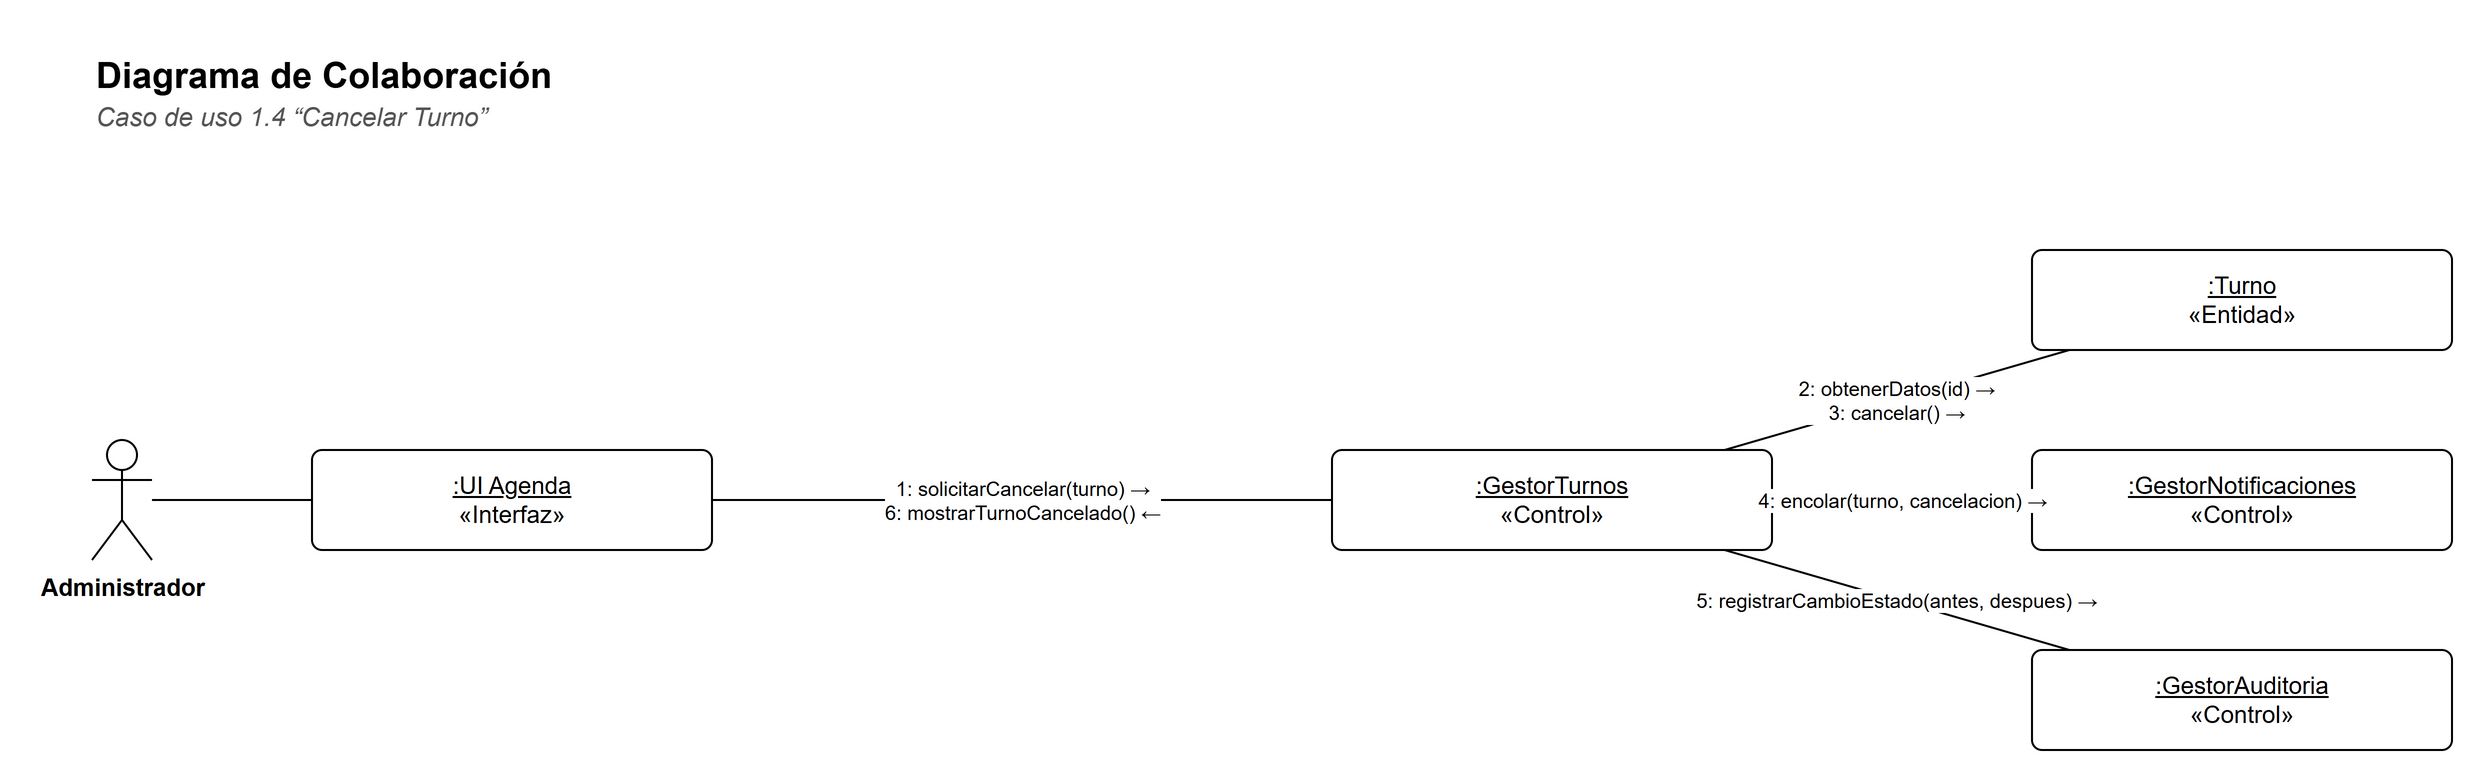 Diagrama de Colaboración
Caso de uso 1.4 “Cancelar Turno”
:Turno
«Entidad»
2: obtenerDatos(id) →
3: cancelar() →
:UI Agenda
«Interfaz»
1: solicitarCancelar(turno) →
6: mostrarTurnoCancelado() ←
:GestorTurnos
«Control»
4: encolar(turno, cancelacion) →
:GestorNotificaciones
«Control»
Administrador
5: registrarCambioEstado(antes, despues) →
:GestorAuditoria
«Control»